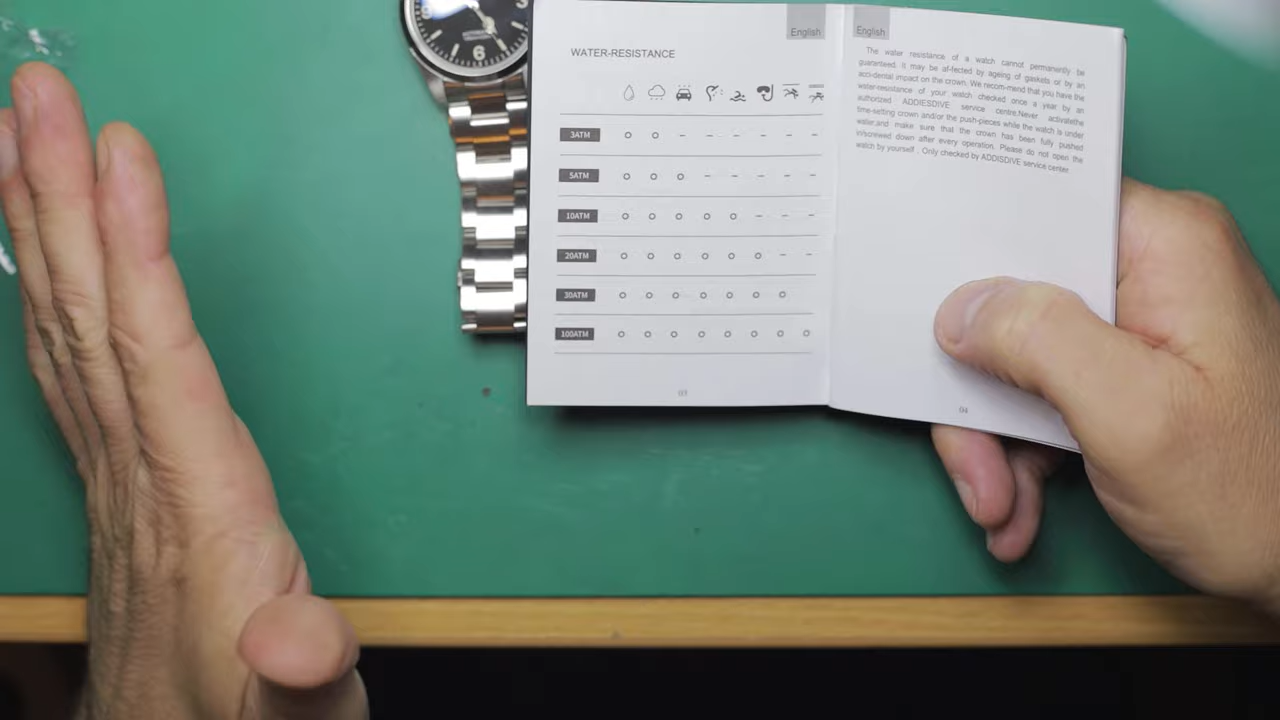 6
English
WATER-RESISTANCE
3ATM
5ATM
10ATM
20ATM
30ATM
100ATM
03
English
The water resistance of a watch cannot permanently be
guaranteed. It may be af-fected by ageing of gaskets or by an
acci-dental impact on the crown. We recom-mend that you have the
water-resistance of your watch checked once a year by an
authorized ADDIESDIVE service centre.Never activatethe
time-setting crown and/or the push-pieces while the watch is under
water,and make sure that the crown has been fully pushed
in/screwed down after every operation. Please do not open the
watch by yourself . Only checked by ADDISDIVE service center
04